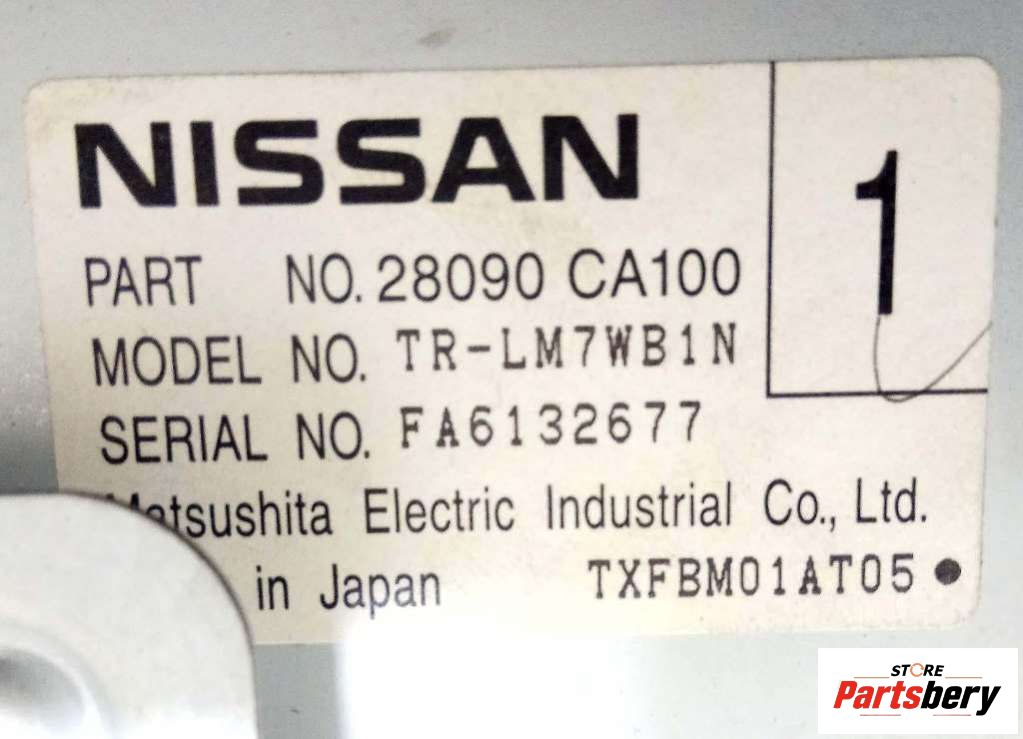 NISSAN
1
PART NO. 28090 CA100
MODEL NO. TR-LM7WB1N
SERIAL NO. FA6132677
Matsushita Electric Industrial Co., Ltd.
in Japan TXFBM01AT05●
STORE
Partsbery